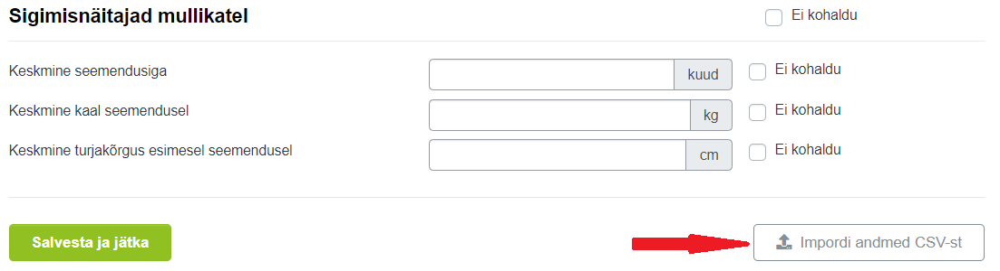 Sigimisnäitajad mullikatel
Ei kohaldu
Keskmine seemendusiga
kuud
Ei kohaldu
Keskmine kaal seemendusel
kg
Ei kohaldu
Keskmine turjakõrgus esimesel seemendusel
cm
Ei kohaldu
Salvesta ja jätka
Impordi andmed CSV-st